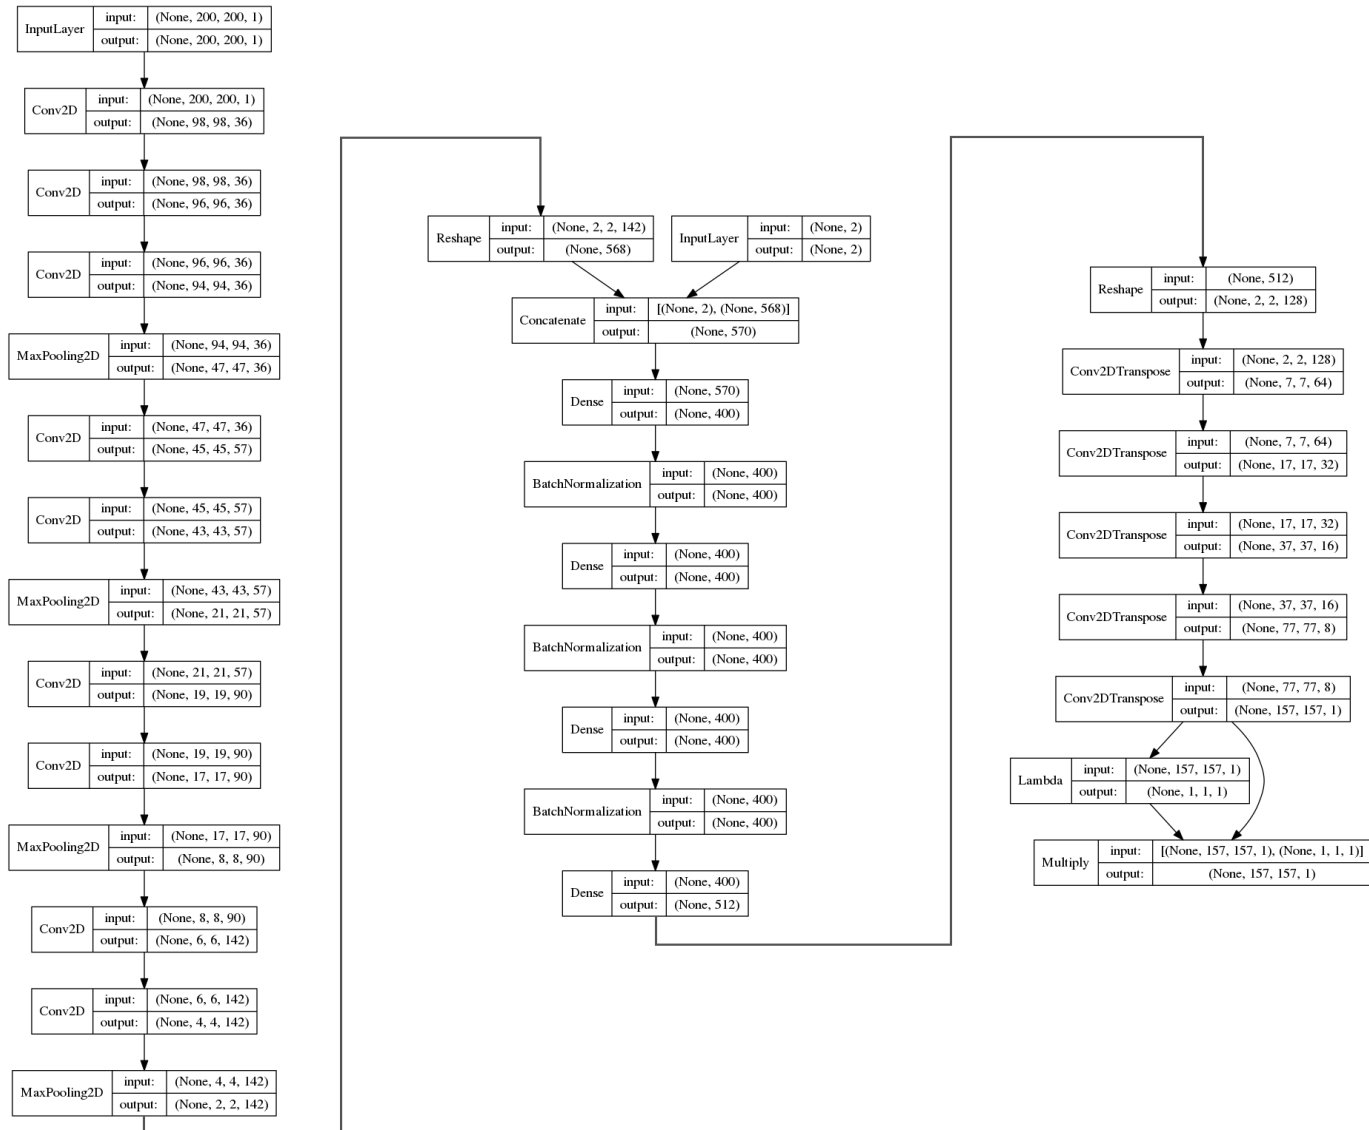 InputLayer
input: (None, 200, 200, 1)
output: (None, 200, 200, 1)
Conv2D
input: (None, 200, 200, 1)
output: (None, 98, 98, 36)
Conv2D
input: (None, 98, 98, 36)
output: (None, 96, 96, 36)
Conv2D
input: (None, 96, 96, 36)
output: (None, 94, 94, 36)
MaxPooling2D
input: (None, 94, 94, 36)
output: (None, 47, 47, 36)
Conv2D
input: (None, 47, 47, 36)
output: (None, 45, 45, 57)
Conv2D
input: (None, 45, 45, 57)
output: (None, 43, 43, 57)
MaxPooling2D
input: (None, 43, 43, 57)
output: (None, 21, 21, 57)
Conv2D
input: (None, 21, 21, 57)
output: (None, 19, 19, 90)
Conv2D
input: (None, 19, 19, 90)
output: (None, 17, 17, 90)
MaxPooling2D
input: (None, 17, 17, 90)
output: (None, 8, 8, 90)
Conv2D
input: (None, 8, 8, 90)
output: (None, 6, 6, 142)
Conv2D
input: (None, 6, 6, 142)
output: (None, 4, 4, 142)
MaxPooling2D
input: (None, 4, 4, 142)
output: (None, 2, 2, 142)
Reshape
input: (None, 2, 2, 142)
output: (None, 568)
InputLayer
input: (None, 2)
output: (None, 2)
Concatenate
input: [(None, 2), (None, 568)]
output: (None, 570)
Dense
input: (None, 570)
output: (None, 400)
BatchNormalization
input: (None, 400)
output: (None, 400)
Dense
input: (None, 400)
output: (None, 400)
BatchNormalization
input: (None, 400)
output: (None, 400)
Dense
input: (None, 400)
output: (None, 400)
BatchNormalization
input: (None, 400)
output: (None, 400)
Dense
input: (None, 400)
output: (None, 512)
Reshape
input: (None, 512)
output: (None, 2, 2, 128)
Conv2DTranspose
input: (None, 2, 2, 128)
output: (None, 7, 7, 64)
Conv2DTranspose
input: (None, 7, 7, 64)
output: (None, 17, 17, 32)
Conv2DTranspose
input: (None, 17, 17, 32)
output: (None, 37, 37, 16)
Conv2DTranspose
input: (None, 37, 37, 16)
output: (None, 77, 77, 8)
Conv2DTranspose
input: (None, 77, 77, 8)
output: (None, 157, 157, 1)
Lambda
input: (None, 157, 157, 1)
output: (None, 1, 1, 1)
Multiply
input: [(None, 157, 157, 1), (None, 1, 1, 1)]
output: (None, 157, 157, 1)